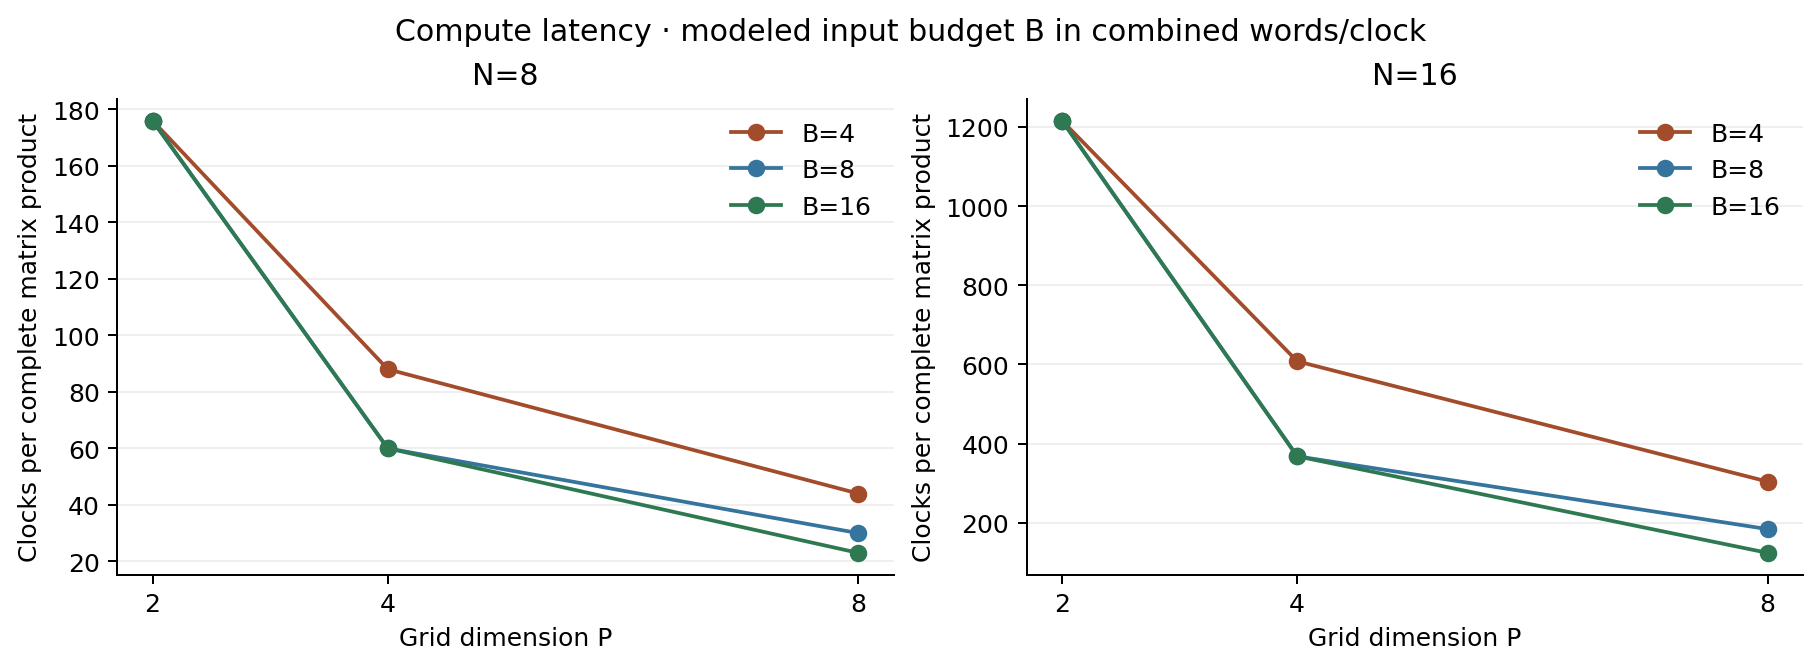 Compute latency · modeled input budget B in combined words/clock
N=8
Clocks per complete matrix product
180
160
140
120
100
80
60
40
20
B=4
B=8
B=16
2
4
8
Grid dimension P
N=16
Clocks per complete matrix product
1200
1000
800
600
400
200
B=4
B=8
B=16
2
4
8
Grid dimension P